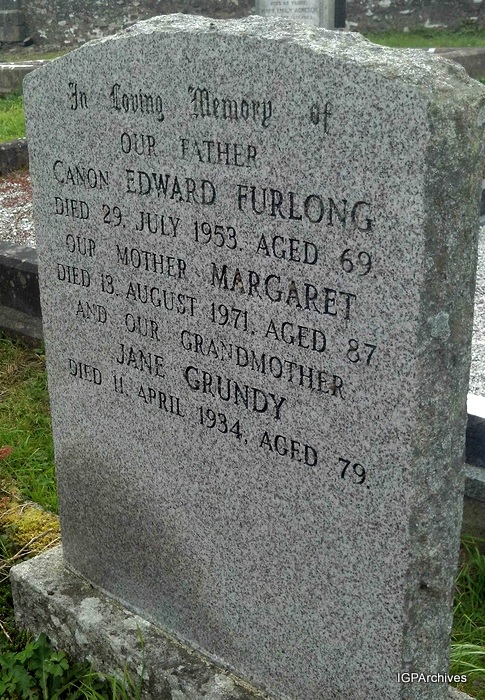 In Loving Memory of
OUR FATHER
CANON EDWARD FURLONG
DIED 29. JULY 1953. AGED 69
OUR MOTHER MARGARET
DIED 13. AUGUST 1971. AGED 87
AND OUR GRANDMOTHER
JANE GRUNDY
DIED 11. APRIL 1934. AGED 79.
IGPArchives